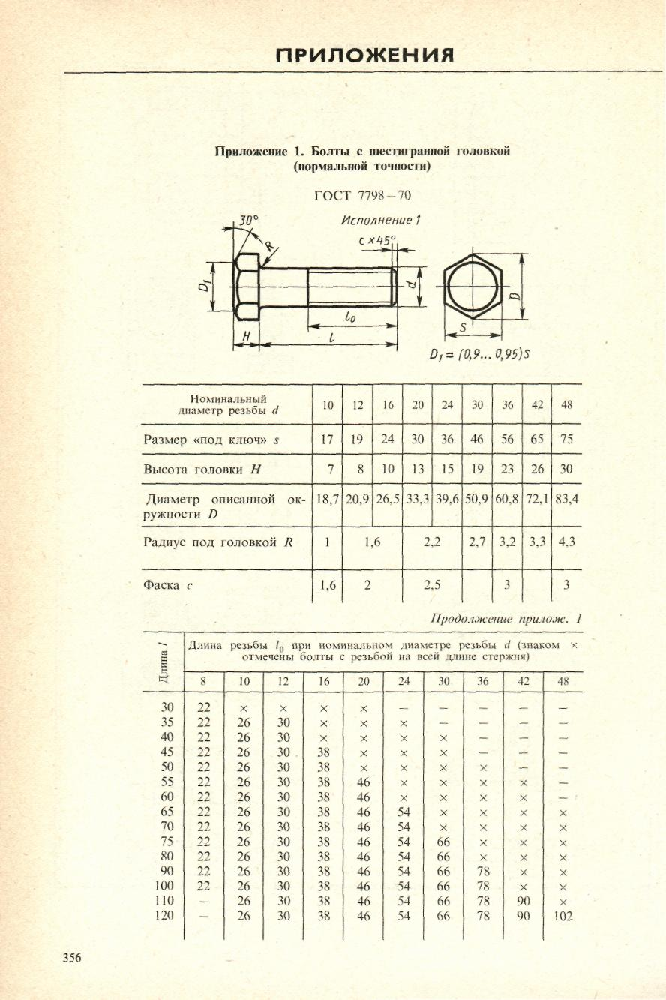 ПРИЛОЖЕНИЯ
Приложение 1. Болты с шестигранной головкой
(нормальной точности)
ГОСТ 7798–70
30°
Исполнение 1
R
c×45°
D₁
d
l₀
H
l
D
S
D₁ = (0,9... 0,95)S
Номинальный
диаметр резьбы d 10 12 16 20 24 30 36 42 48
Размер «под ключ» s 17 19 24 30 36 46 56 65 75
Высота головки H 7 8 10 13 15 19 23 26 30
Диаметр описанной ок- 18,7 20,9 26,5 33,3 39,6 50,9 60,8 72,1 83,4
ружности D
Радиус под головкой R 1 1,6 2,2 2,7 3,2 3,3 4,3
Фаска c 1,6 2 2,5 3 3
Продолжение прилож. 1
Длина l
Длина резьбы l₀ при номинальном диаметре резьбы d (знаком ×
отмечены болты с резьбой на всей длине стержня)
8 10 12 16 20 24 30 36 42 48
30 22 × × × × — — — — —
35 22 26 30 × × × — — — —
40 22 26 30 × × × × — — —
45 22 26 30 38 × × × — — —
50 22 26 30 38 × × × × — —
55 22 26 30 38 46 × × × × —
60 22 26 30 38 46 × × × × —
65 22 26 30 38 46 54 × × × ×
70 22 26 30 38 46 54 × × × ×
75 22 26 30 38 46 54 66 × × ×
80 22 26 30 38 46 54 66 × × ×
90 22 26 30 38 46 54 66 78 × ×
100 22 26 30 38 46 54 66 78 × ×
110 — 26 30 38 46 54 66 78 90 ×
120 — 26 30 38 46 54 66 78 90 102
356